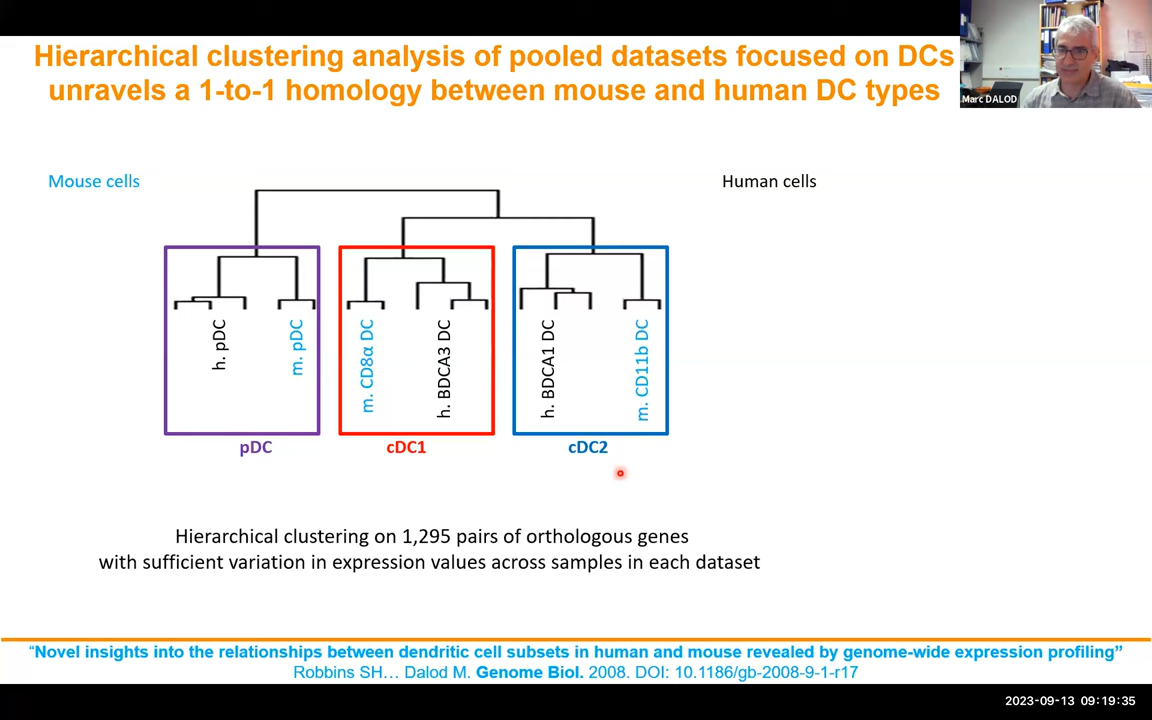 Hierarchical clustering analysis of pooled datasets focused on DCs
unravels a 1-to-1 homology between mouse and human DC types
Marc DALOD
Mouse cells
Human cells
h. pDC
m. pDC
m. CD8α DC
h. BDCA3 DC
h. BDCA1 DC
m. CD11b DC
pDC
cDC1
cDC2
Hierarchical clustering on 1,295 pairs of orthologous genes
with sufficient variation in expression values across samples in each dataset
“Novel insights into the relationships between dendritic cell subsets in human and mouse revealed by genome-wide expression profiling”
Robbins SH… Dalod M. Genome Biol. 2008. DOI: 10.1186/gb-2008-9-1-r17
2023-09-13 09:19:35